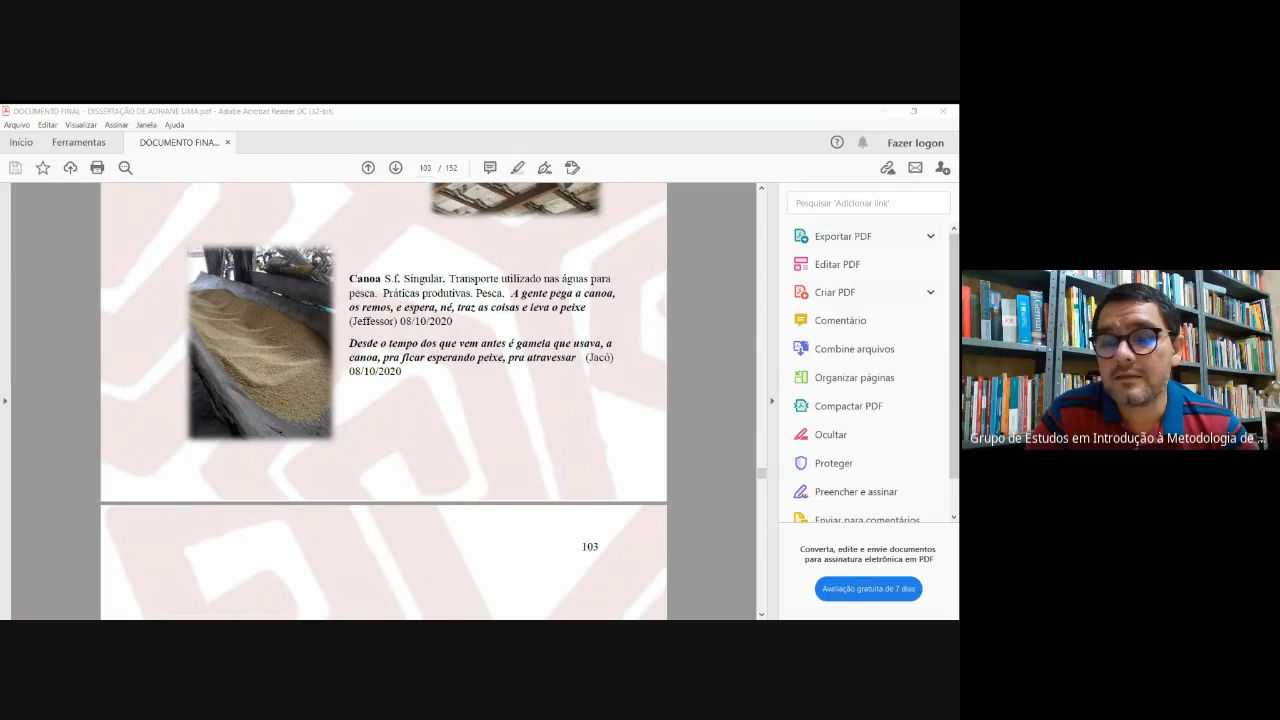 DOCUMENTO FINAL - DISSERTAÇÃO DE ADRIANE LIMA.pdf - Adobe Acrobat Reader DC (32-bit)
Arquivo Editar Visualizar Assinar Janela Ajuda
Início Ferramentas DOCUMENTO FINA... × Fazer logon
103 / 152
Pesquisar 'Adicionar link'
Exportar PDF
Editar PDF
Criar PDF
Comentário
Combine arquivos
Organizar páginas
Compactar PDF
Ocultar
Proteger
Preencher e assinar
Enviar para comentários
Converta, edite e envie documentos
para assinatura eletrônica em PDF
Avaliação gratuita de 7 dias
Canoa S.f. Singular. Transporte utilizado nas águas para
pesca. Práticas produtivas. Pesca. A gente pega a canoa,
os remos, e espera, né, traz as coisas e leva o peixe
(Jeffessor) 08/10/2020
Desde o tempo dos que vem antes é gamela que usava, a
canoa, pra ficar esperando peixe, pra atravessar (Jacó)
08/10/2020
103
Grupo de Estudos em Introdução à Metodologia de ...